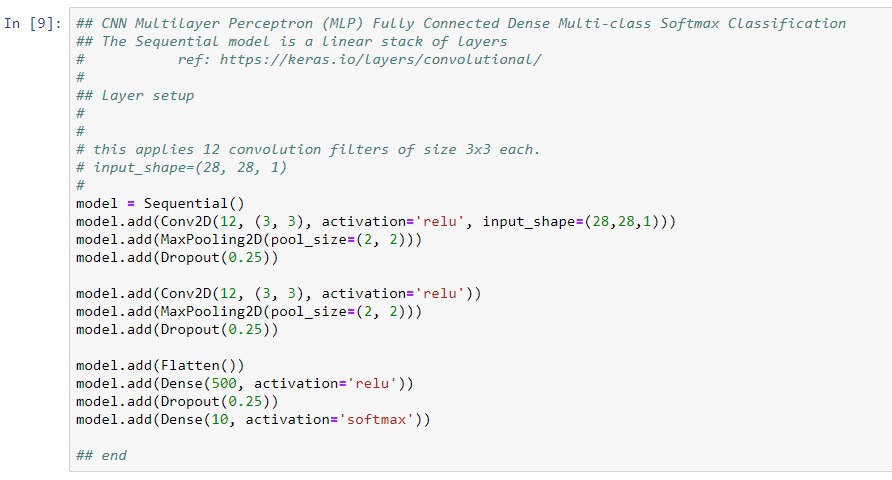 In [9]:
## CNN Multilayer Perceptron (MLP) Fully Connected Dense Multi-class Softmax Classification
## The Sequential model is a linear stack of layers
#           ref: https://keras.io/layers/convolutional/
#
## Layer setup
#
#
# this applies 12 convolution filters of size 3x3 each.
# input_shape=(28, 28, 1)
#
model = Sequential()
model.add(Conv2D(12, (3, 3), activation='relu', input_shape=(28,28,1)))
model.add(MaxPooling2D(pool_size=(2, 2)))
model.add(Dropout(0.25))

model.add(Conv2D(12, (3, 3), activation='relu'))
model.add(MaxPooling2D(pool_size=(2, 2)))
model.add(Dropout(0.25))

model.add(Flatten())
model.add(Dense(500, activation='relu'))
model.add(Dropout(0.25))
model.add(Dense(10, activation='softmax'))

## end